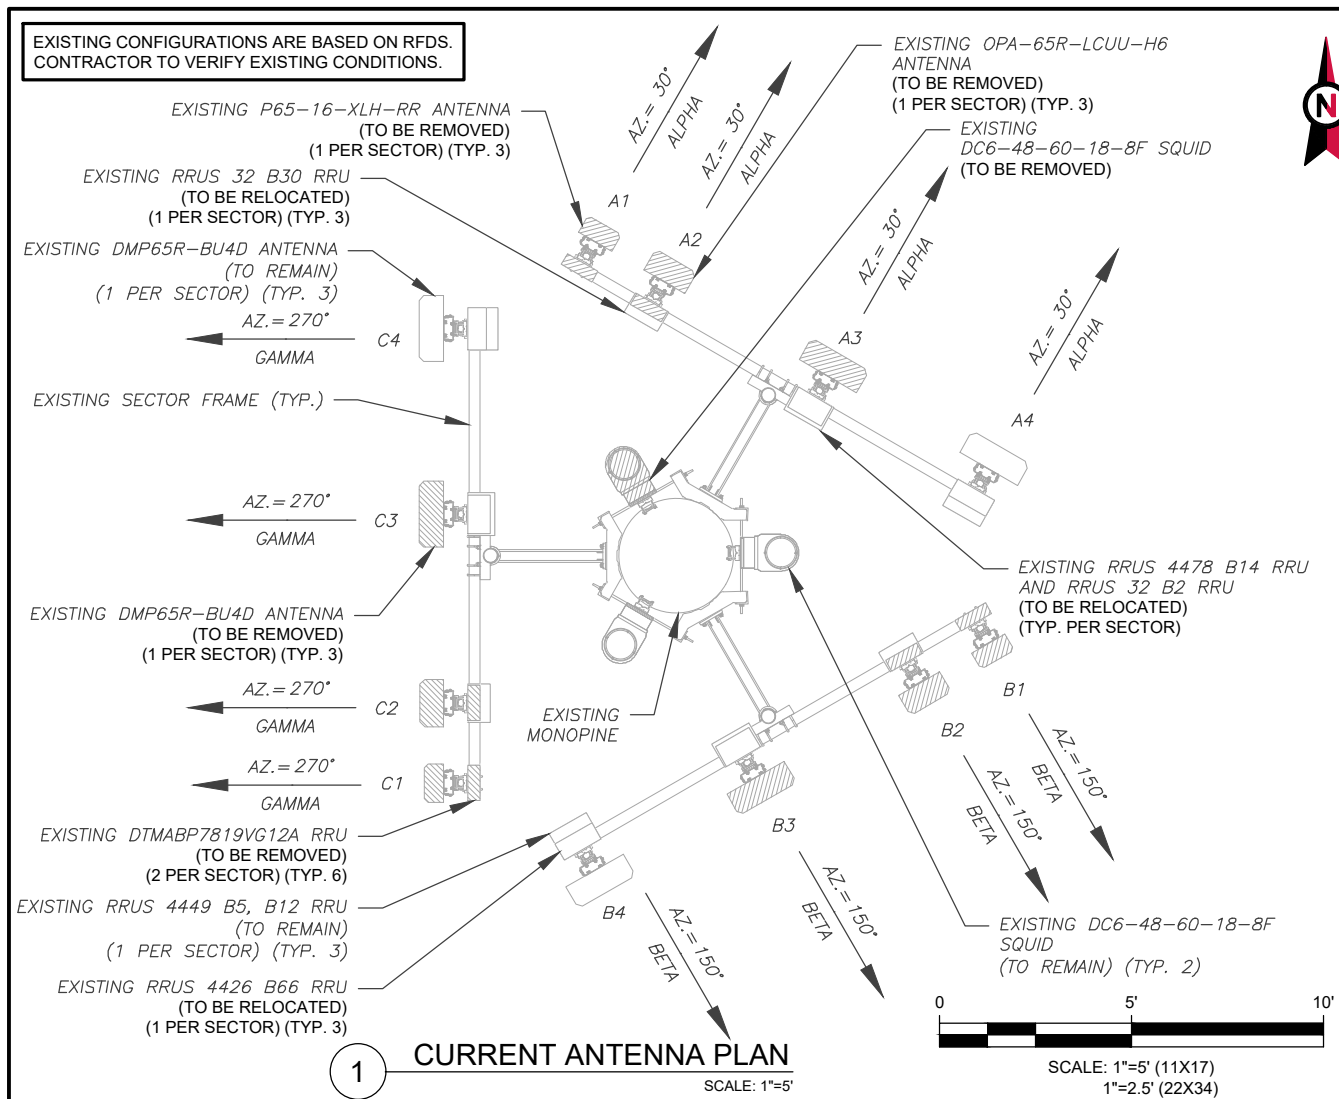 EXISTING CONFIGURATIONS ARE BASED ON RFDS.
CONTRACTOR TO VERIFY EXISTING CONDITIONS.
EXISTING P65-16-XLH-RR ANTENNA
(TO BE REMOVED)
(1 PER SECTOR) (TYP. 3)
EXISTING RRUS 32 B30 RRU
(TO BE RELOCATED)
(1 PER SECTOR) (TYP. 3)
EXISTING DMP65R-BU4D ANTENNA
(TO REMAIN)
(1 PER SECTOR) (TYP. 3)
AZ.= 270°
GAMMA
C4
EXISTING SECTOR FRAME (TYP.)
AZ.= 270°
GAMMA
C3
EXISTING DMP65R-BU4D ANTENNA
(TO BE REMOVED)
(1 PER SECTOR) (TYP. 3)
AZ.= 270°
GAMMA
C2
AZ.= 270°
GAMMA
C1
EXISTING DTMABP7819VG12A RRU
(TO BE REMOVED)
(2 PER SECTOR) (TYP. 6)
EXISTING RRUS 4449 B5, B12 RRU
(TO REMAIN)
(1 PER SECTOR) (TYP. 3)
EXISTING RRUS 4426 B66 RRU
(TO BE RELOCATED)
(1 PER SECTOR) (TYP. 3)
AZ.= 30°
ALPHA
A1
AZ.= 30°
ALPHA
A2
AZ.= 30°
ALPHA
A3
AZ.= 30°
ALPHA
A4
EXISTING OPA-65R-LCUU-H6
ANTENNA
(TO BE REMOVED)
(1 PER SECTOR) (TYP. 3)
EXISTING
DC6-48-60-18-8F SQUID
(TO BE REMOVED)
N
EXISTING RRUS 4478 B14 RRU
AND RRUS 32 B2 RRU
(TO BE RELOCATED)
(TYP. PER SECTOR)
EXISTING
MONOPINE
B1
AZ.= 150°
BETA
B2
AZ.= 150°
BETA
B3
AZ.= 150°
BETA
B4
AZ.= 150°
BETA
EXISTING DC6-48-60-18-8F
SQUID
(TO REMAIN) (TYP. 2)
0 5' 10'
SCALE: 1"=5' (11X17)
1"=2.5' (22X34)
1
CURRENT ANTENNA PLAN
SCALE: 1"=5'